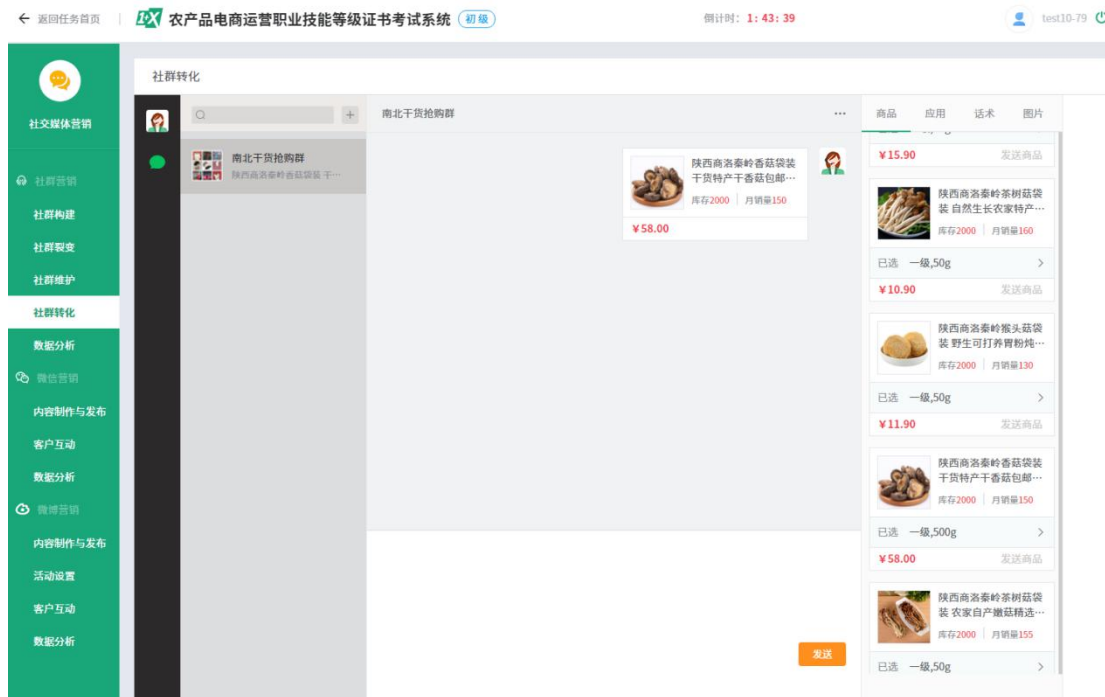 返回任务首页
1+X 农产品电商运营职业技能等级证书考试系统 初级
倒计时：1:43:39
test10-79
社交媒体营销
社群营销
社群构建
社群裂变
社群维护
社群转化
数据分析
微信营销
内容制作与发布
客户互动
数据分析
微博营销
内容制作与发布
活动设置
客户互动
数据分析
社群转化
+
南北干货抢购群
陕西商洛秦岭香菇袋装 干…
南北干货抢购群
…
陕西商洛秦岭香菇袋装
干货特产干香菇包邮…
库存2000 月销量150
￥58.00
发送
商品 应用 话术 图片
￥15.90 发送商品
陕西商洛秦岭茶树菇袋
装 自然生长农家特产…
库存2000 月销量160
已选 一级,50g
￥10.90 发送商品
陕西商洛秦岭猴头菇袋
装 野生可打养胃粉炖…
库存2000 月销量130
已选 一级,50g
￥11.90 发送商品
陕西商洛秦岭香菇袋装
干货特产干香菇包邮…
库存2000 月销量150
已选 一级,500g
￥58.00 发送商品
陕西商洛秦岭茶树菇袋
装 农家自产嫩菇精选…
库存2000 月销量155
已选 一级,50g